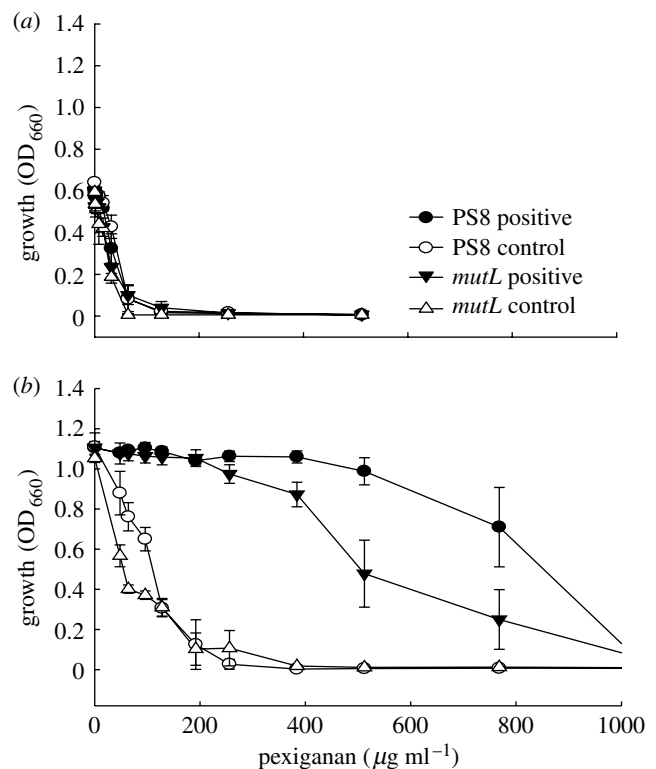 (a)
1.4
1.2
1.0
0.8
0.6
0.4
0.2
0
growth (OD660)
PS8 positive
PS8 control
mutL positive
mutL control
(b)
1.4
1.2
1.0
0.8
0.6
0.4
0.2
0
growth (OD660)
0 200 400 600 800 1000
pexiganan (μg ml−1)